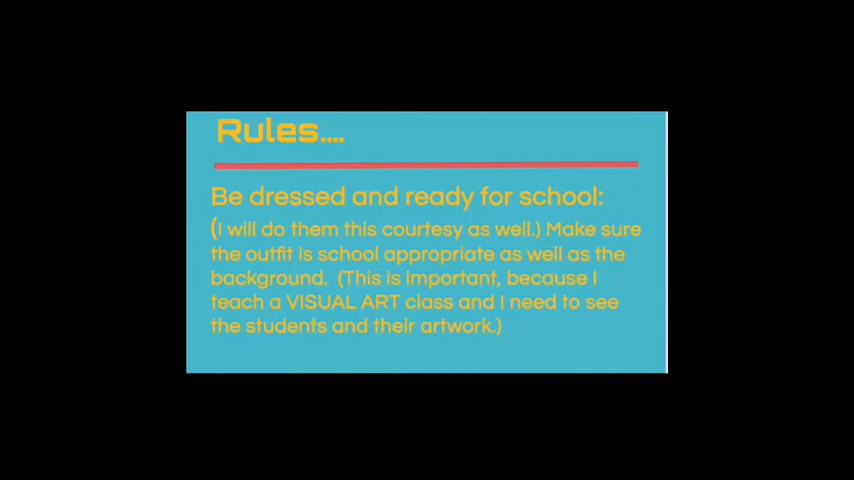 Rules....
Be dressed and ready for school:
(I will do them this courtesy as well.) Make sure
the outfit is school appropriate as well as the
background.  (This is important, because I
teach a VISUAL ART class and I need to see
the students and their artwork.)